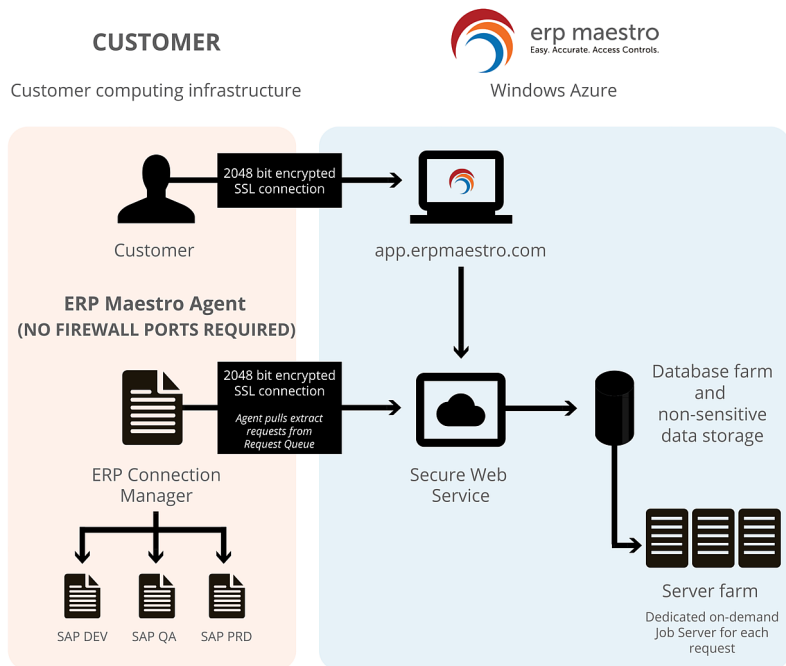 CUSTOMER
erp maestro
Easy. Accurate. Access Controls.
Customer computing infrastructure
Windows Azure
2048 bit encrypted
SSL connection
Customer
app.erpmaestro.com
ERP Maestro Agent
(NO FIREWALL PORTS REQUIRED)
2048 bit encrypted
SSL connection
Agent pulls extract
requests from
Request Queue
Database farm
and
non-sensitive
data storage
ERP Connection
Manager
Secure Web
Service
SAP DEV
SAP QA
SAP PRD
Server farm
Dedicated on-demand
Job Server for each
request